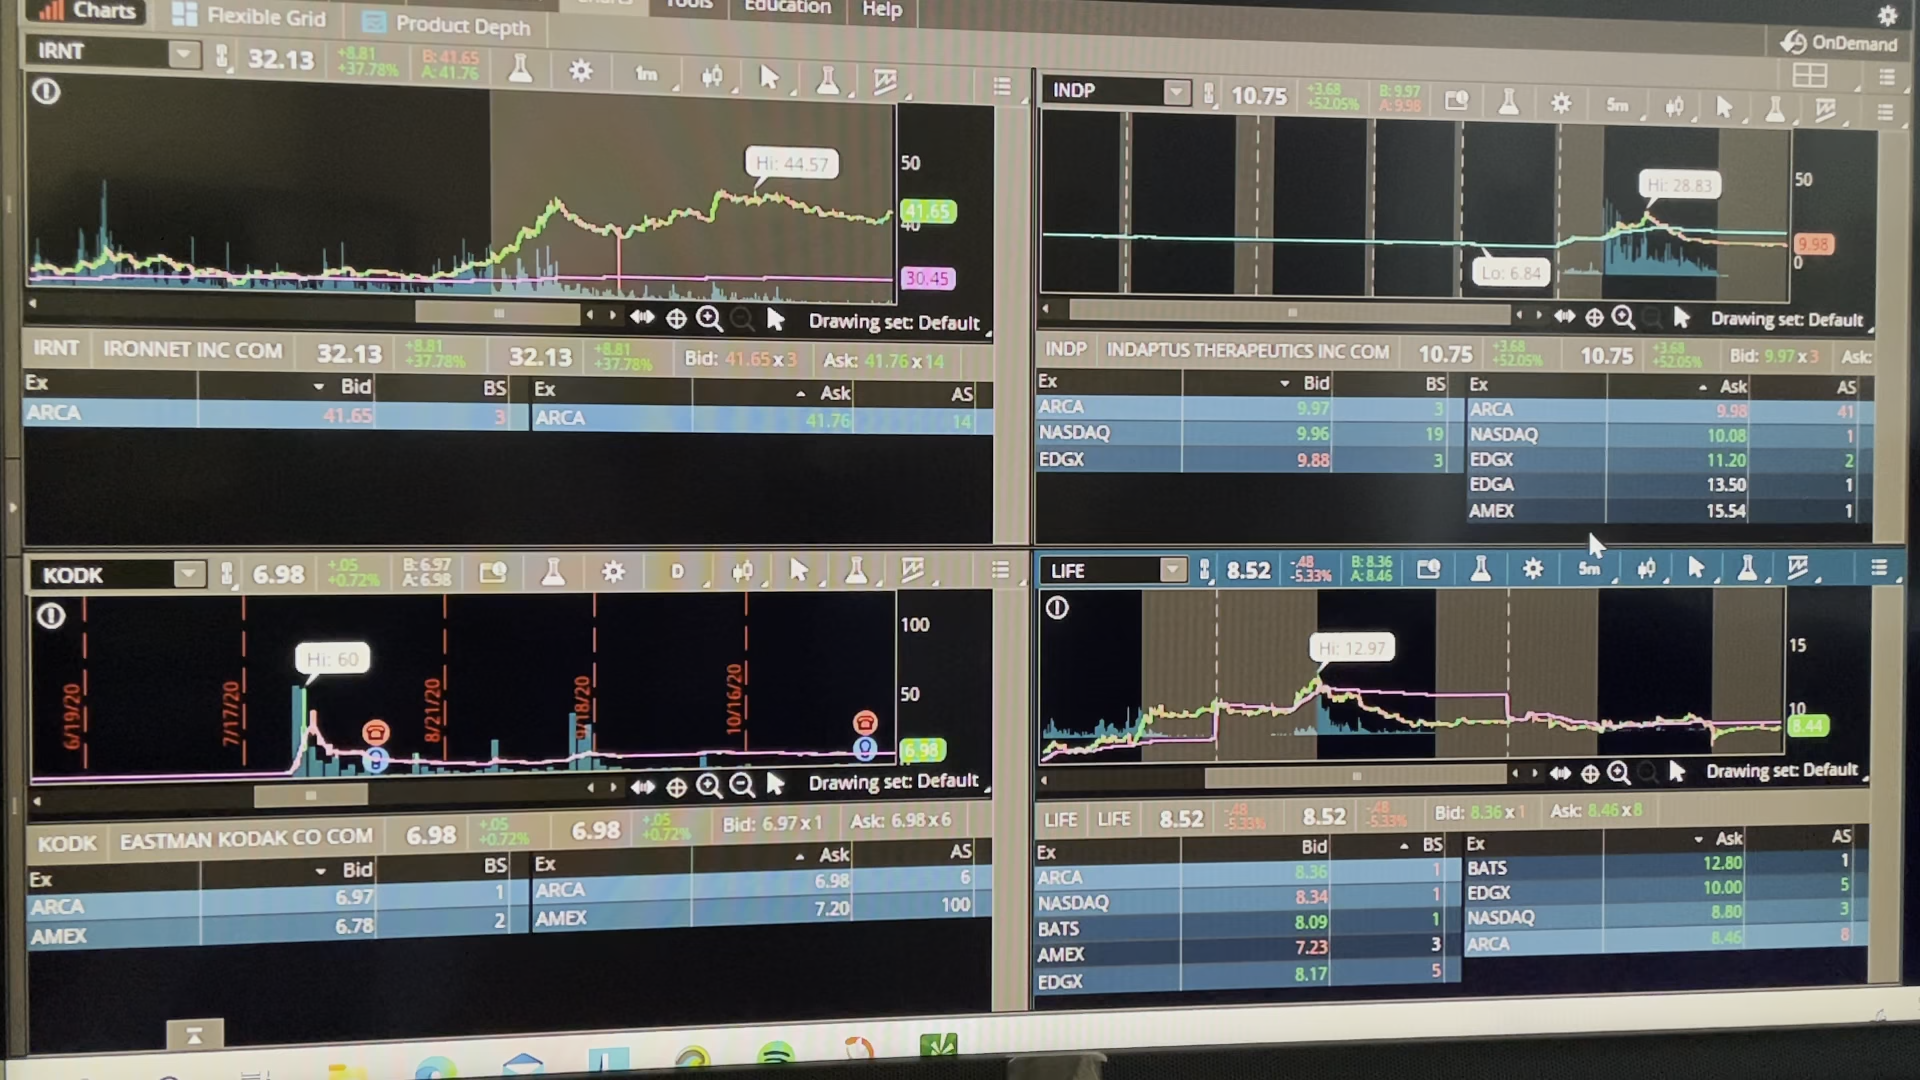 Charts Flexible Grid Product Depth Charts Tools Education Help
OnDemand
IRNT 32.13 +8.81 +37.78% B: 41.65 A: 41.76 1m
Hi: 44.57
50
41.65
40
30.45
Drawing set: Default
IRNT IRONNET INC COM 32.13 +8.81 +37.78% 32.13 +8.81 +37.78% Bid: 41.65 x 3 Ask: 41.76 x 14
Ex Bid BS Ex Ask AS
ARCA 41.65 3 ARCA 41.76 14
INDP 10.75 +3.68 +52.05% B: 9.97 A: 9.98 5m
Hi: 28.83
50
9.98
0
Lo: 6.84
Drawing set: Default
INDP INDAPTUS THERAPEUTICS INC COM 10.75 +3.68 +52.05% 10.75 +3.68 +52.05% Bid: 9.97 x 3 Ask:
Ex Bid BS Ex Ask AS
ARCA 9.97 3 ARCA 9.98 41
NASDAQ 9.96 19 NASDAQ 10.08 1
EDGX 9.88 3 EDGX 11.20 2
EDGA 13.50 1
AMEX 15.54 1
KODK 6.98 +.05 +0.72% B: 6.97 A: 6.98 D
Hi: 60
100
50
6.98
6/19/20 7/17/20 8/21/20 9/18/20 10/16/20
Drawing set: Default
KODK EASTMAN KODAK CO COM 6.98 +.05 +0.72% 6.98 +.05 +0.72% Bid: 6.97 x 1 Ask: 6.98 x 6
Ex Bid BS Ex Ask AS
ARCA 6.97 1 ARCA 6.98 6
AMEX 6.78 2 AMEX 7.20 100
LIFE 8.52 -.48 -5.33% B: 8.36 A: 8.46 5m
Hi: 12.97
15
10
8.44
Drawing set: Default
LIFE LIFE 8.52 -.48 -5.33% 8.52 -.48 -5.33% Bid: 8.36 x 1 Ask: 8.46 x 8
Ex Bid BS Ex Ask AS
ARCA 8.36 1 BATS 12.80 1
NASDAQ 8.34 1 EDGX 10.00 5
BATS 8.09 1 NASDAQ 8.80 3
AMEX 7.23 3 ARCA 8.46 8
EDGX 8.17 5